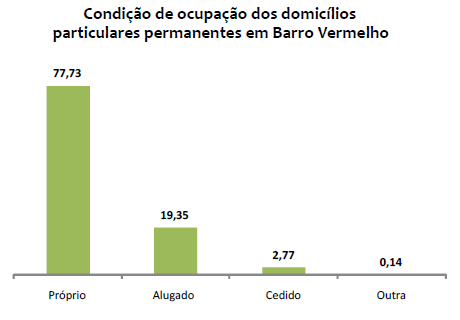 Condição de ocupação dos domicílios
particulares permanentes em Barro Vermelho
77,73
19,35
2,77
0,14
Próprio
Alugado
Cedido
Outra